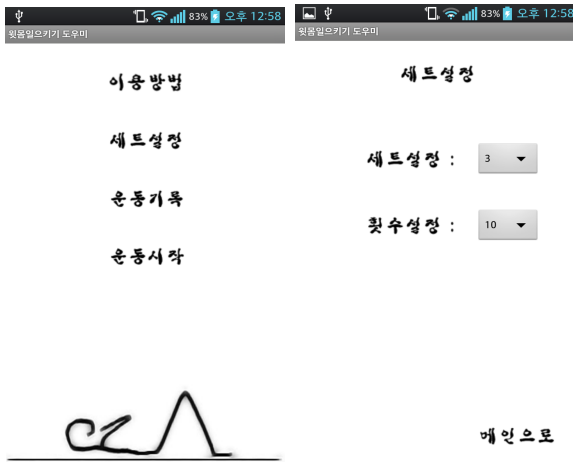 83% 오후 12:58
윗몸일으키기 도우미
이용방법
세트설정
운동기록
운동시작
83% 오후 12:58
윗몸일으키기 도우미
세트설정
세트설정 : 3
횟수설정 : 10
메인으로